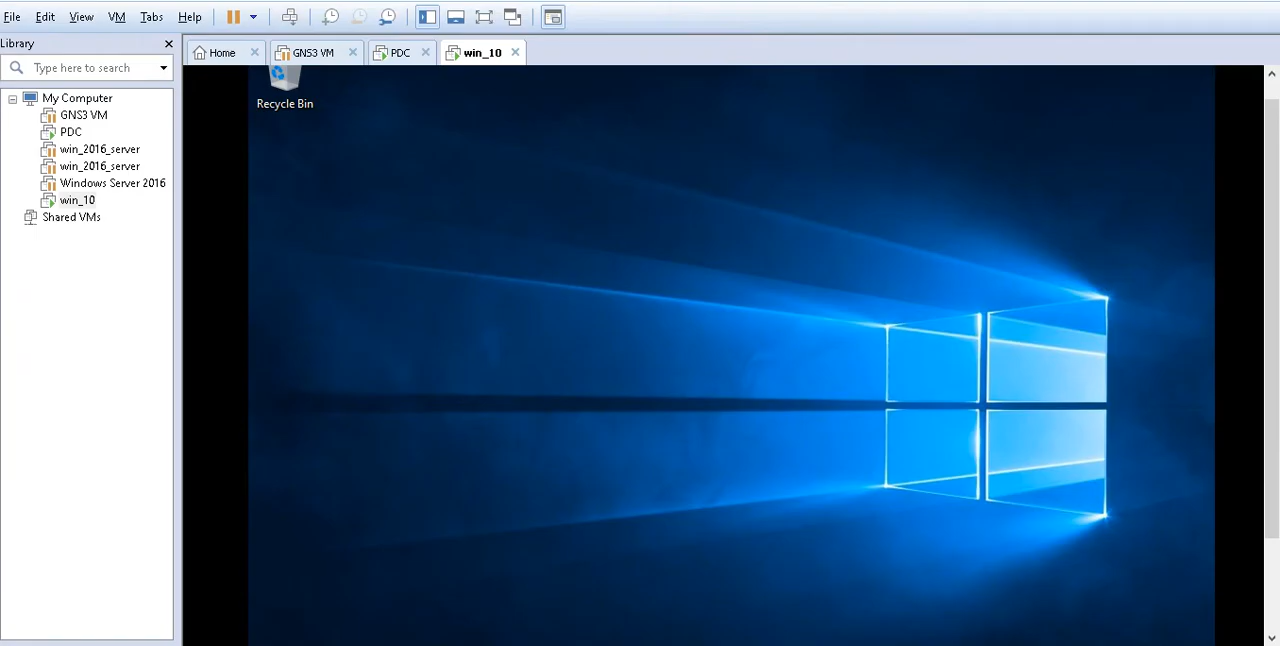 File Edit View VM Tabs Help
Library
Type here to search
Home GNS3 VM PDC win_10
My Computer
GNS3 VM
PDC
win_2016_server
win_2016_server
Windows Server 2016
win_10
Shared VMs
Recycle Bin